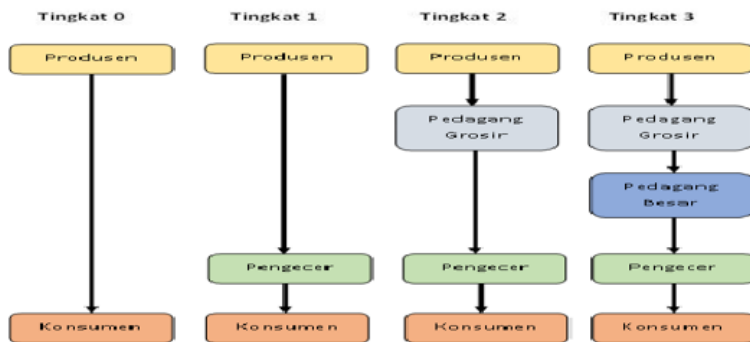 Tingkat 0 Tingkat 1 Tingkat 2 Tingkat 3
Produsen Produsen Produsen Produsen
Pedagang Pedagang
Grosir Grosir
Pedagang
Besar
Pengecer Pengecer Pengecer
Konsumen Konsumen Konsumen Konsumen